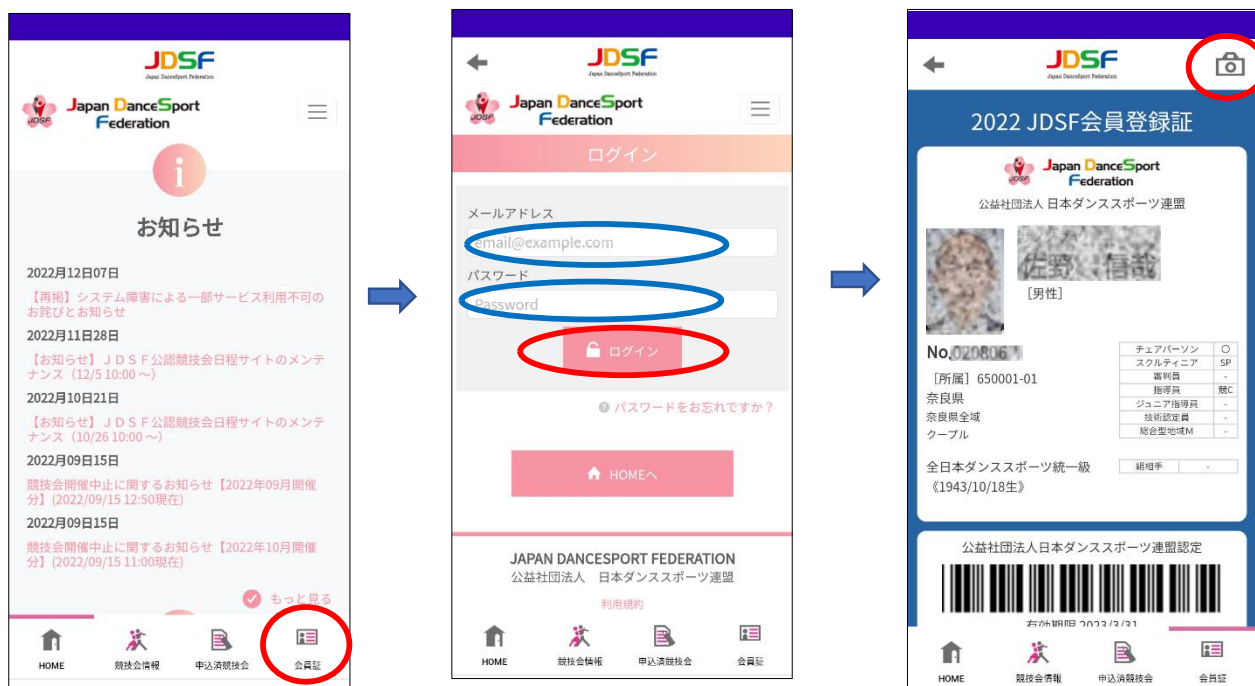 JDSF
Japan DanceSport Federation
JDSF
Japan DanceSport
Federation
i
お知らせ
2022月12日07日
【再掲】システム障害による一部サービス利用不可の
お詫びとお知らせ
2022月11日28日
【お知らせ】ＪＤＳＦ公認競技会日程サイトのメンテ
ナンス（12/5 10:00 ～）
2022月10日21日
【お知らせ】ＪＤＳＦ公認競技会日程サイトのメンテ
ナンス（10/26 10:00 ～）
2022月09日15日
競技会開催中止に関するお知らせ【2022年09月開催
分】(2022/09/15 12:50現在)
2022月09日15日
競技会開催中止に関するお知らせ【2022年10月開催
分】(2022/09/15 11:00現在)
もっと見る
HOME 競技会情報 申込済競技会 会員証
JDSF
Japan DanceSport Federation
JDSF
Japan DanceSport
Federation
ログイン
メールアドレス
email@example.com
パスワード
Password
ログイン
パスワードをお忘れですか？
HOMEへ
JAPAN DANCESPORT FEDERATION
公益社団法人　日本ダンススポーツ連盟
利用規約
HOME 競技会情報 申込済競技会 会員証
JDSF
Japan DanceSport Federation
2022 JDSF会員登録証
JDSF
Japan DanceSport
Federation
公益社団法人 日本ダンススポーツ連盟
[男性]
No.
[所属] 650001-01
奈良県
奈良県全域
クープル
チェアパーソン ○
スクルティニア SP
審判員 -
指導員 競C
ジュニア指導員 -
技術認定員 -
総合型地域M -
全日本ダンススポーツ統一級
組相手 -
《1943/10/18生》
公益社団法人日本ダンススポーツ連盟認定
有効期限 2023/3/31
HOME 競技会情報 申込済競技会 会員証